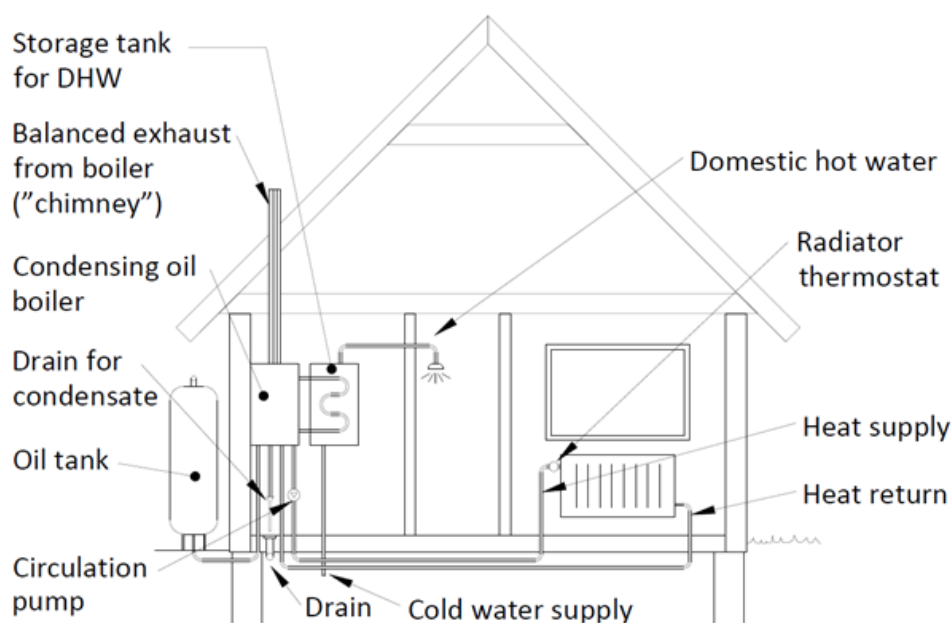 Storage tank
for DHW
Balanced exhaust
from boiler
(”chimney”)
Condensing oil
boiler
Drain for
condensate
Oil tank
Circulation
pump
Drain
Cold water supply
Domestic hot water
Radiator
thermostat
Heat supply
Heat return